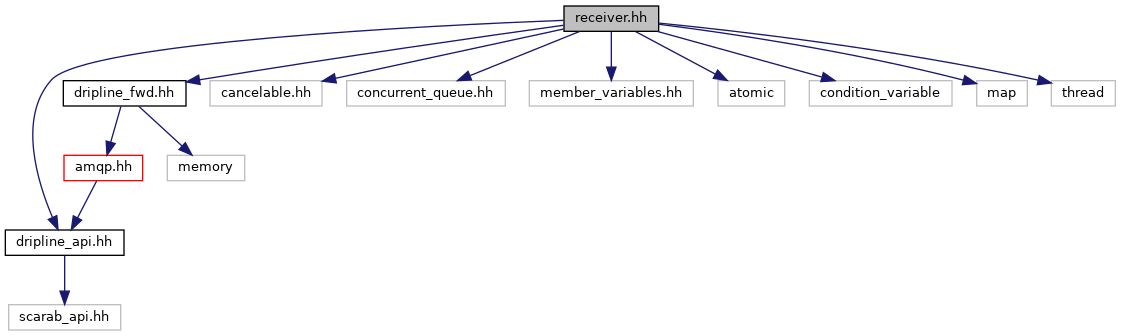 receiver.hh
dripline_fwd.hh
cancelable.hh
concurrent_queue.hh
member_variables.hh
atomic
condition_variable
map
thread
amqp.hh
memory
dripline_api.hh
scarab_api.hh